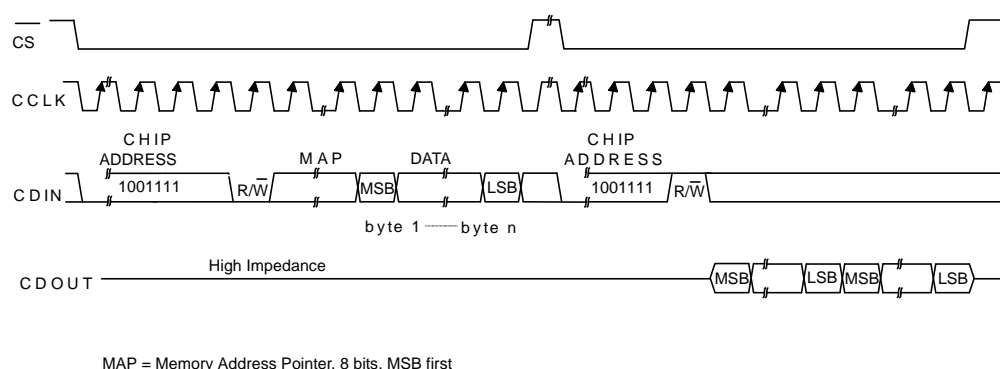 CS
CCLK
CHIP ADDRESS
MAP
DATA
CHIP ADDRESS
CDIN
1001111
R/W
MSB
LSB
1001111
R/W
byte 1
byte n
High Impedance
CDOUT
MSB
LSB
MSB
LSB
MAP = Memory Address Pointer, 8 bits, MSB first